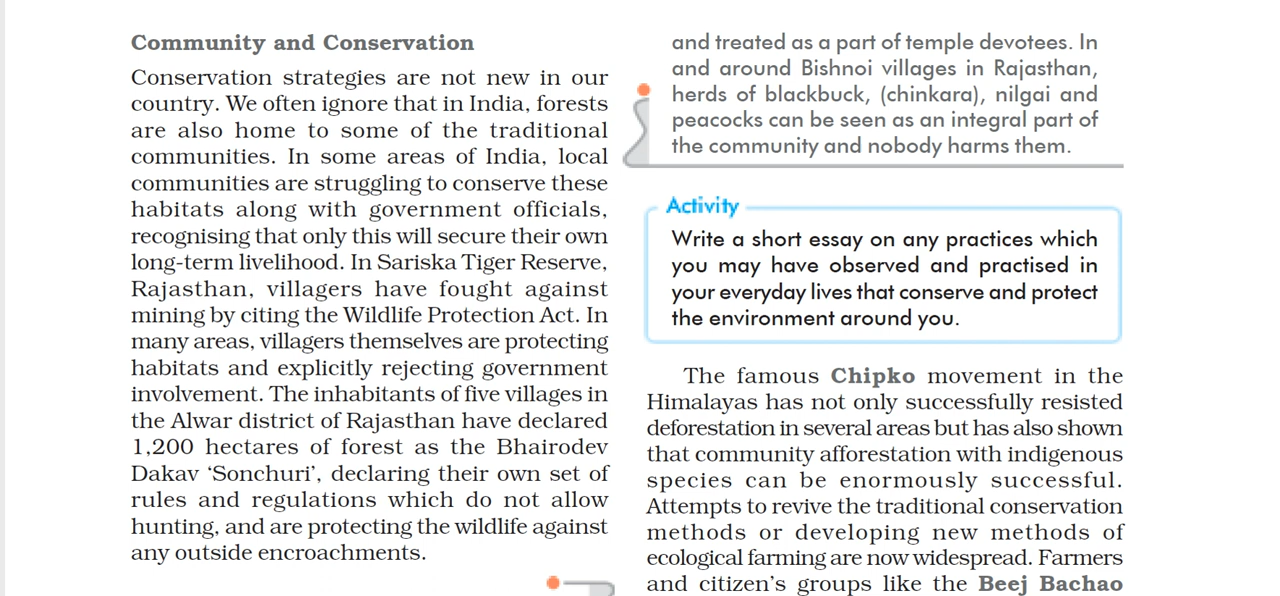 Community and Conservation
Conservation strategies are not new in our
country. We often ignore that in India, forests
are also home to some of the traditional
communities. In some areas of India, local
communities are struggling to conserve these
habitats along with government officials,
recognising that only this will secure their own
long-term livelihood. In Sariska Tiger Reserve,
Rajasthan, villagers have fought against
mining by citing the Wildlife Protection Act. In
many areas, villagers themselves are protecting
habitats and explicitly rejecting government
involvement. The inhabitants of five villages in
the Alwar district of Rajasthan have declared
1,200 hectares of forest as the Bhairodev
Dakav ‘Sonchuri’, declaring their own set of
rules and regulations which do not allow
hunting, and are protecting the wildlife against
any outside encroachments.
and treated as a part of temple devotees. In
and around Bishnoi villages in Rajasthan,
herds of blackbuck, (chinkara), nilgai and
peacocks can be seen as an integral part of
the community and nobody harms them.
Activity
Write a short essay on any practices which
you may have observed and practised in
your everyday lives that conserve and protect
the environment around you.
The famous Chipko movement in the
Himalayas has not only successfully resisted
deforestation in several areas but has also shown
that community afforestation with indigenous
species can be enormously successful.
Attempts to revive the traditional conservation
methods or developing new methods of
ecological farming are now widespread. Farmers
and citizen’s groups like the Beej Bachao